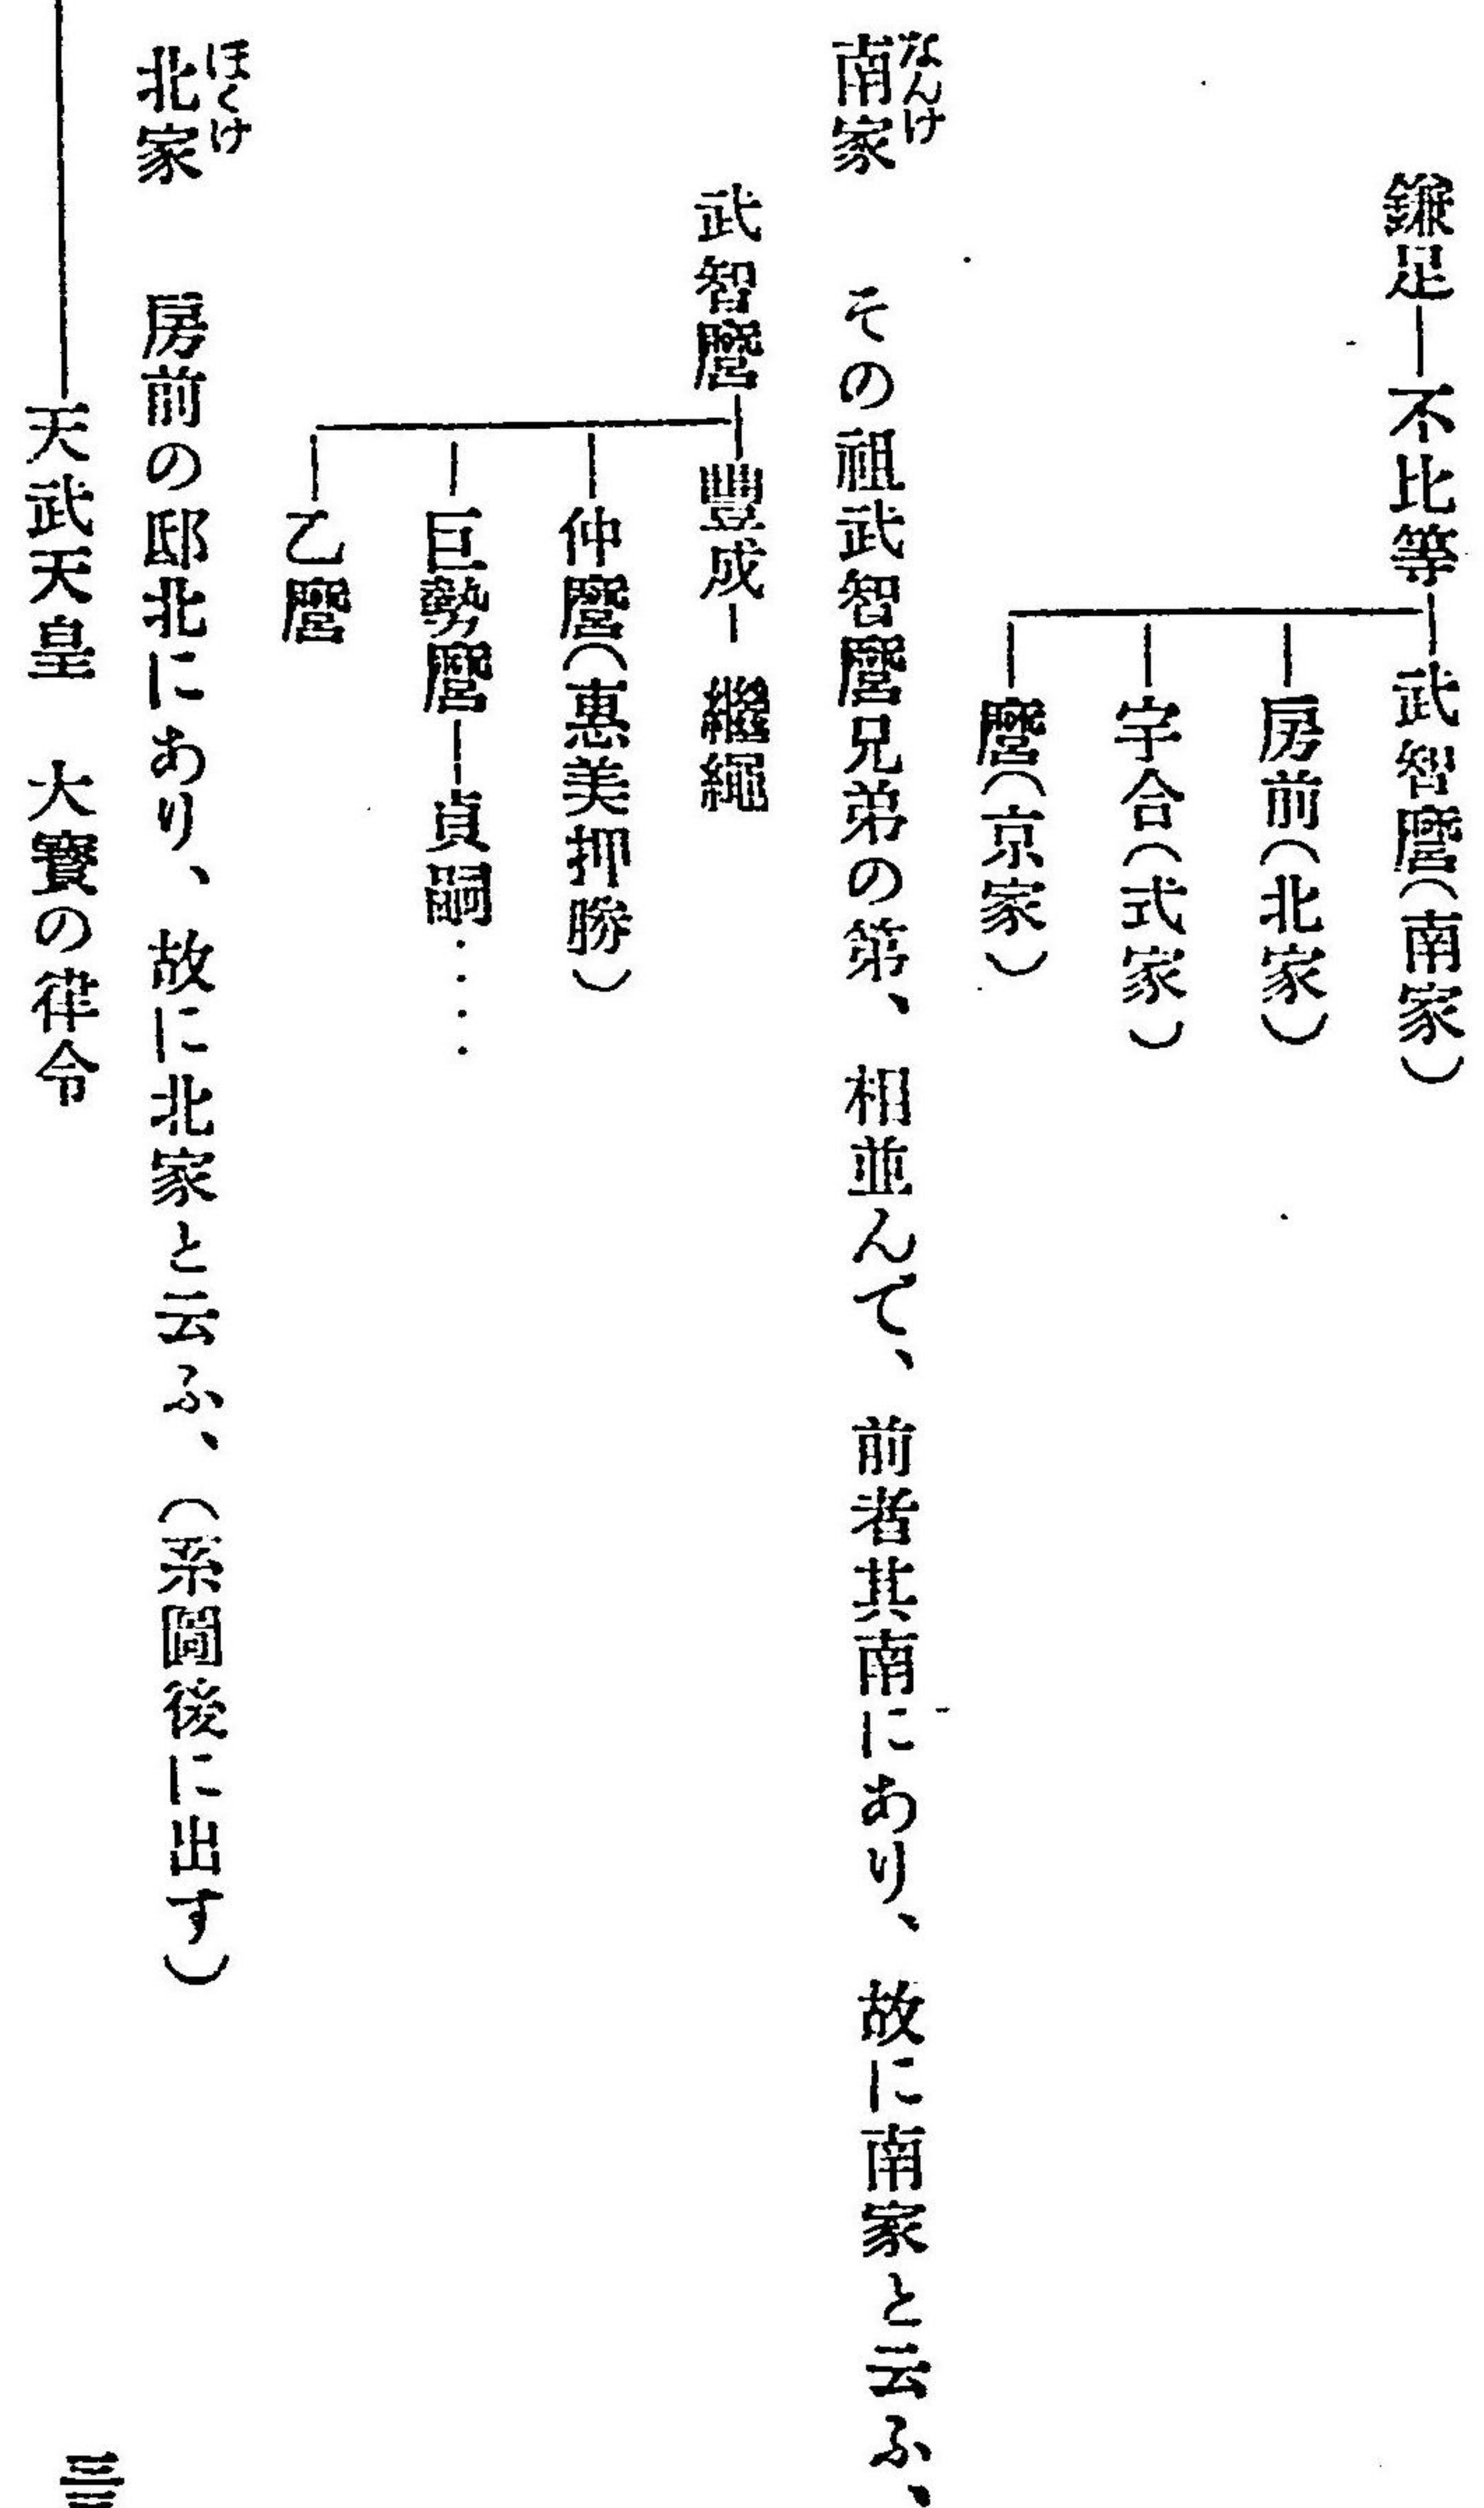 鎌足―不比等―武智麿(南家)
房前(北家)
宇合(式家)
麿(京家)
南家 なんけ その祖武智麿兄弟の第、相並んで、前者其南にあり、故に南家と云ふ、
武智麿―豐成―繼繩
仲麿(惠美押勝)
巨勢麿―貞嗣……
乙麿
北家 ほくけ 房前の邸北にあり、故に北家と云ふ、(系圖後に出す)
天武天皇 大寶の律令